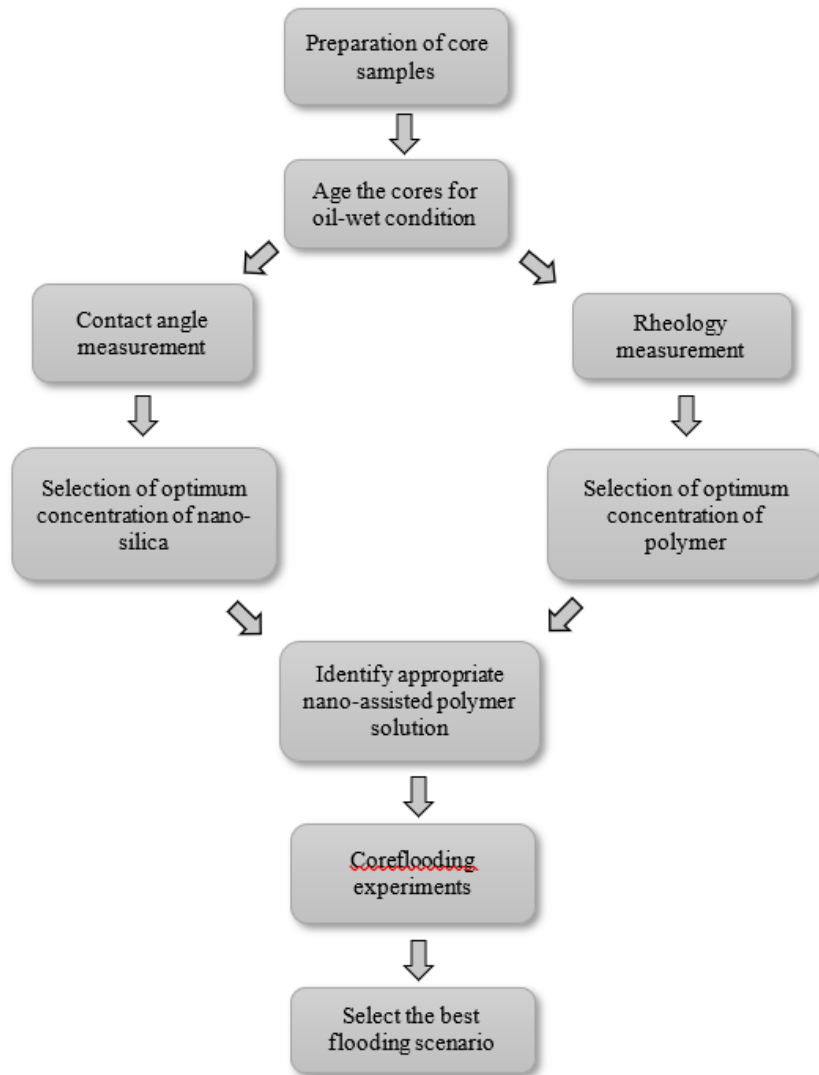 Preparation of core
samples
Age the cores for
oil-wet condition
Contact angle
measurement
Rheology
measurement
Selection of optimum
concentration of nano-
silica
Selection of optimum
concentration of
polymer
Identify appropriate
nano-assisted polymer
solution
Coreflooding
experiments
Select the best
flooding scenario